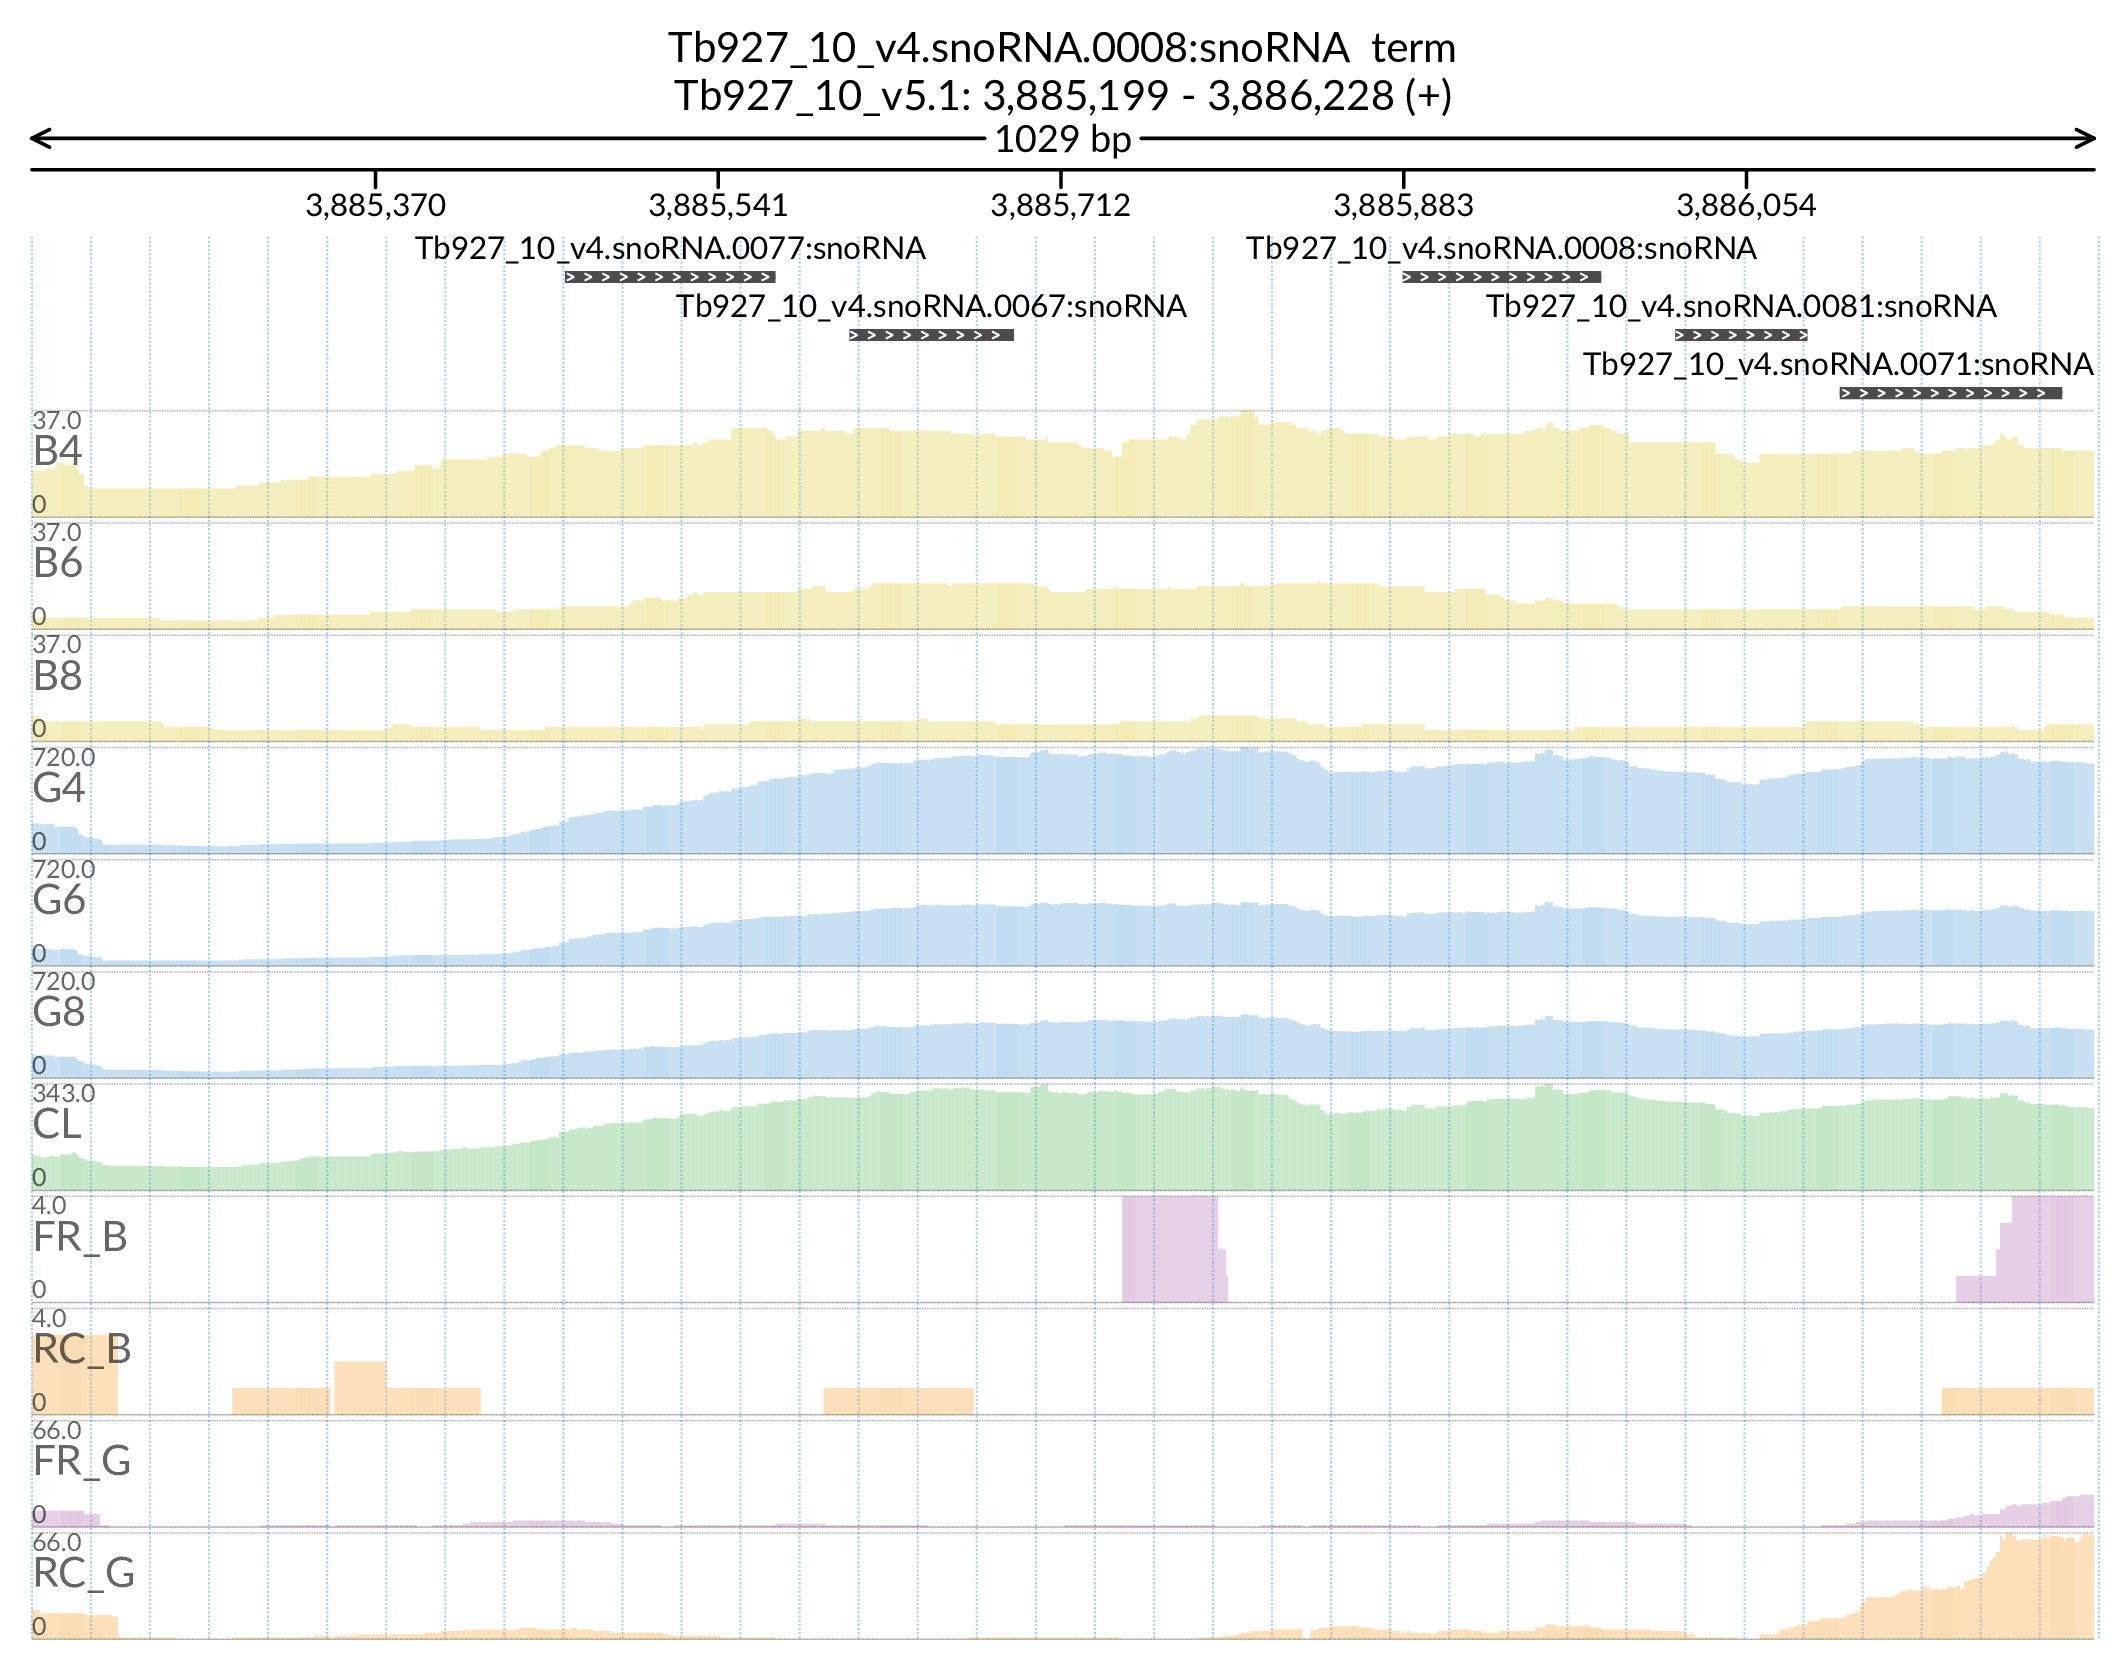 Tb927_10_v4.snoRNA.0008:snoRNA  term
Tb927_10_v5.1: 3,885,199 - 3,886,228 (+)
1029 bp
3,885,370 3,885,541 3,885,712 3,885,883 3,886,054
Tb927_10_v4.snoRNA.0077:snoRNA Tb927_10_v4.snoRNA.0008:snoRNA
Tb927_10_v4.snoRNA.0067:snoRNA Tb927_10_v4.snoRNA.0081:snoRNA
Tb927_10_v4.snoRNA.0071:snoRNA
37.0
B4
0
37.0
B6
0
37.0
B8
0
720.0
G4
0
720.0
G6
0
720.0
G8
0
343.0
CL
0
4.0
FR_B
0
4.0
RC_B
0
66.0
FR_G
0
66.0
RC_G
0